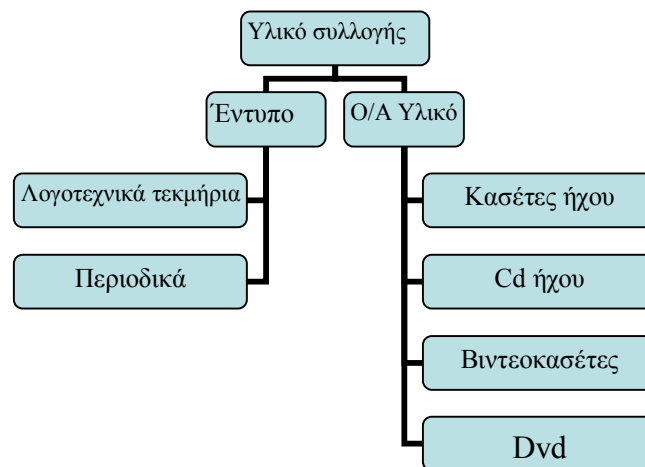 Υλικό συλλογής
Έντυπο
Ο/Α Υλικό
Λογοτεχνικά τεκμήρια
Περιοδικά
Κασέτες ήχου
Cd ήχου
Βιντεοκασέτες
Dvd